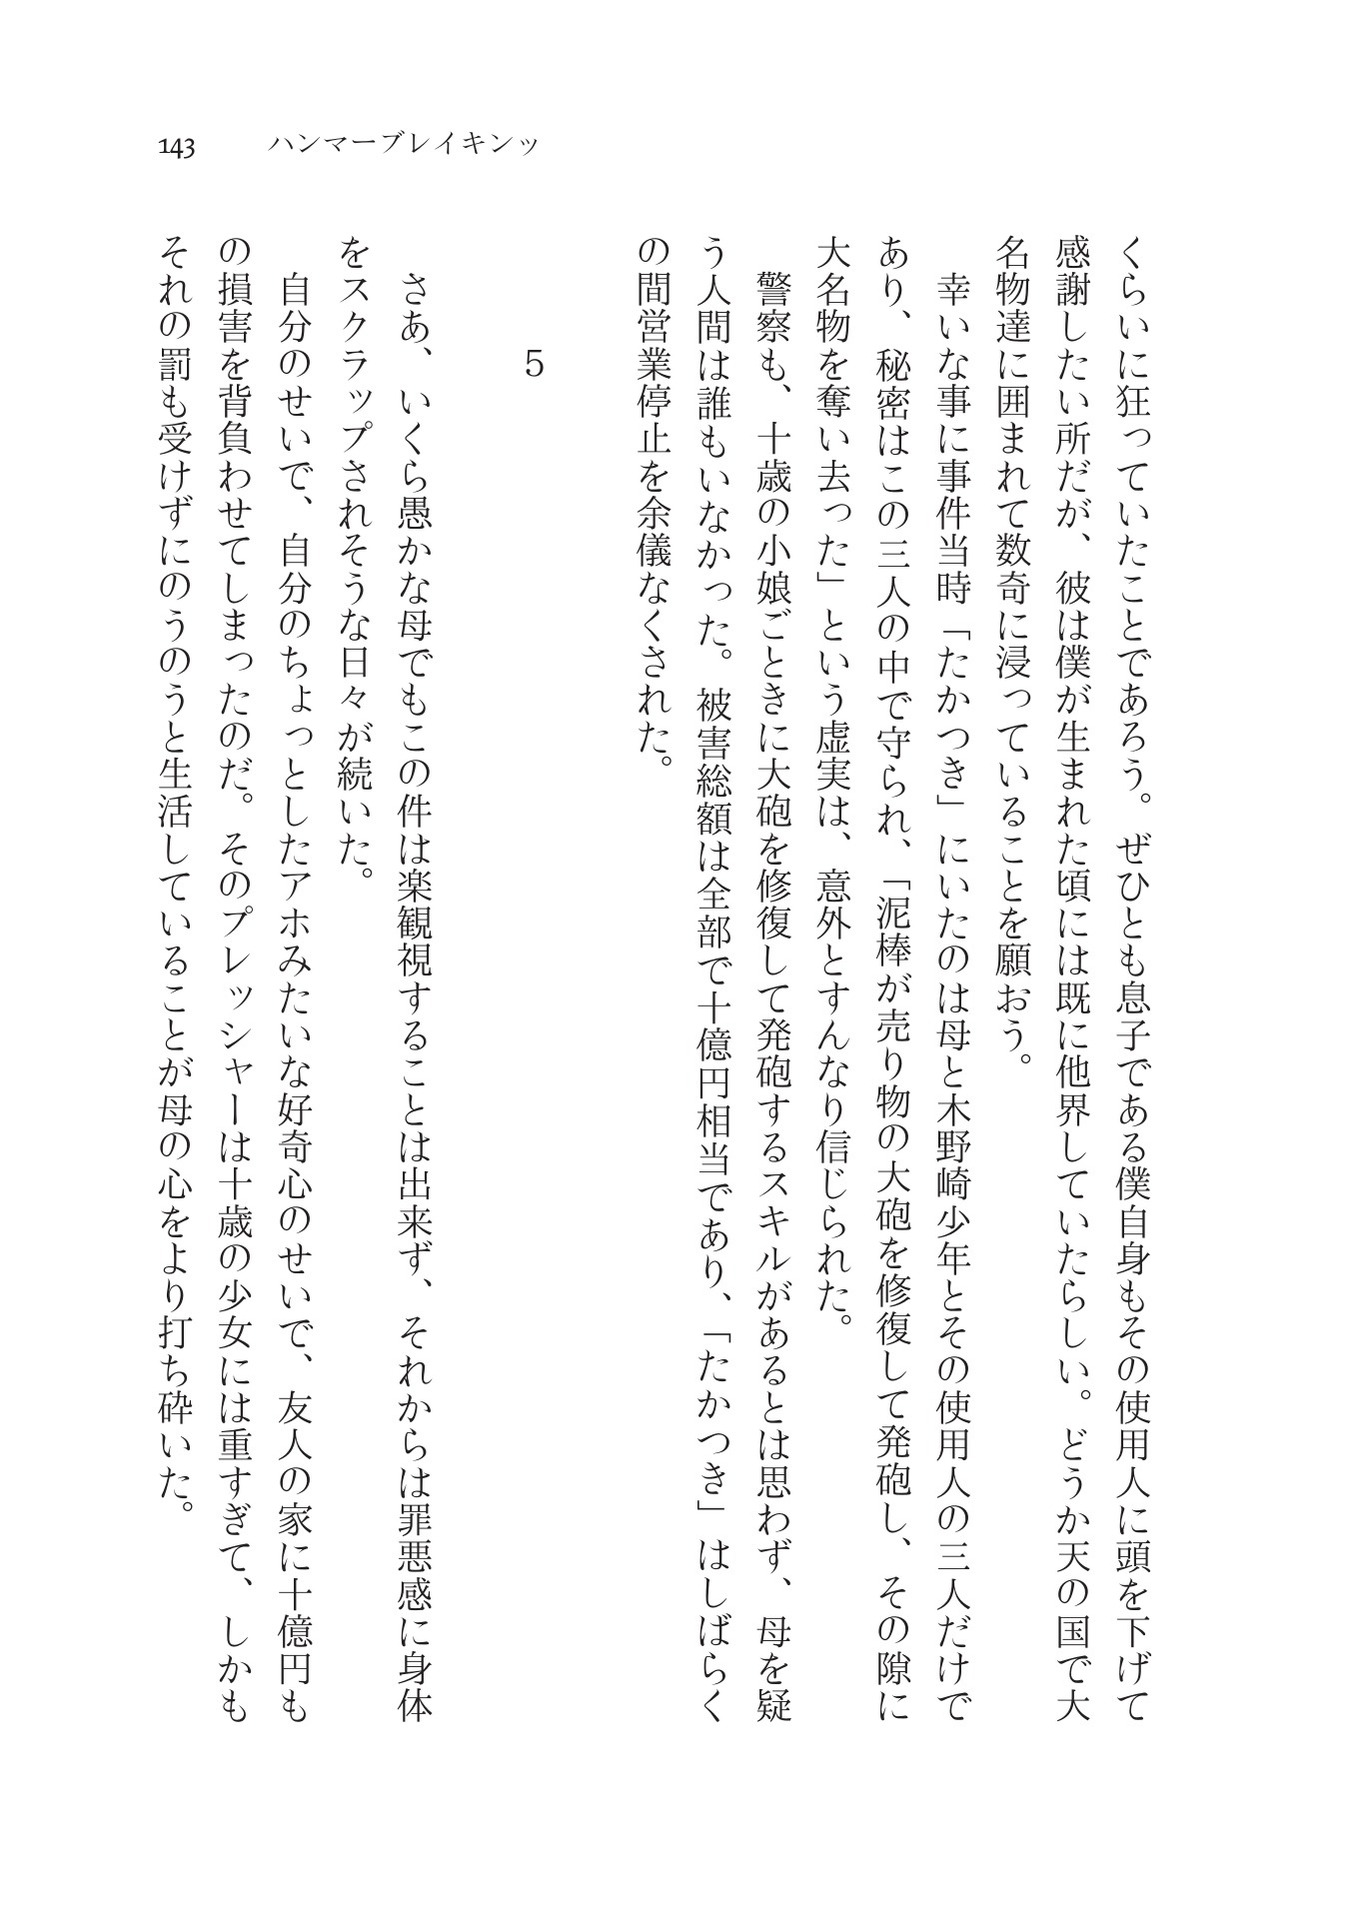 143 ハンマーブレイキンッ
くらいに狂っていたことであろう。ぜひとも息子である僕自身もその使用人に頭を下げて
感謝したい所だが、彼は僕が生まれた頃には既に他界していたらしい。どうか天の国で大
名物達に囲まれて数奇に浸っていることを願おう。
　幸いな事に事件当時「たかつき」にいたのは母と木野崎少年とその使用人の三人だけで
あり、秘密はこの三人の中で守られ、「泥棒が売り物の大砲を修復して発砲し、その隙に
大名物を奪い去った」という虚実は、意外とすんなり信じられた。
　警察も、十歳の小娘ごときに大砲を修復して発砲するスキルがあるとは思わず、母を疑
う人間は誰もいなかった。被害総額は全部で十億円相当であり、「たかつき」はしばらく
の間営業停止を余儀なくされた。
5
　さあ、いくら愚かな母でもこの件は楽観視することは出来ず、それからは罪悪感に身体
をスクラップされそうな日々が続いた。
　自分のせいで、自分のちょっとしたアホみたいな好奇心のせいで、友人の家に十億円も
の損害を背負わせてしまったのだ。そのプレッシャーは十歳の少女には重すぎて、しかも
それの罰も受けずにのうのうと生活していることが母の心をより打ち砕いた。